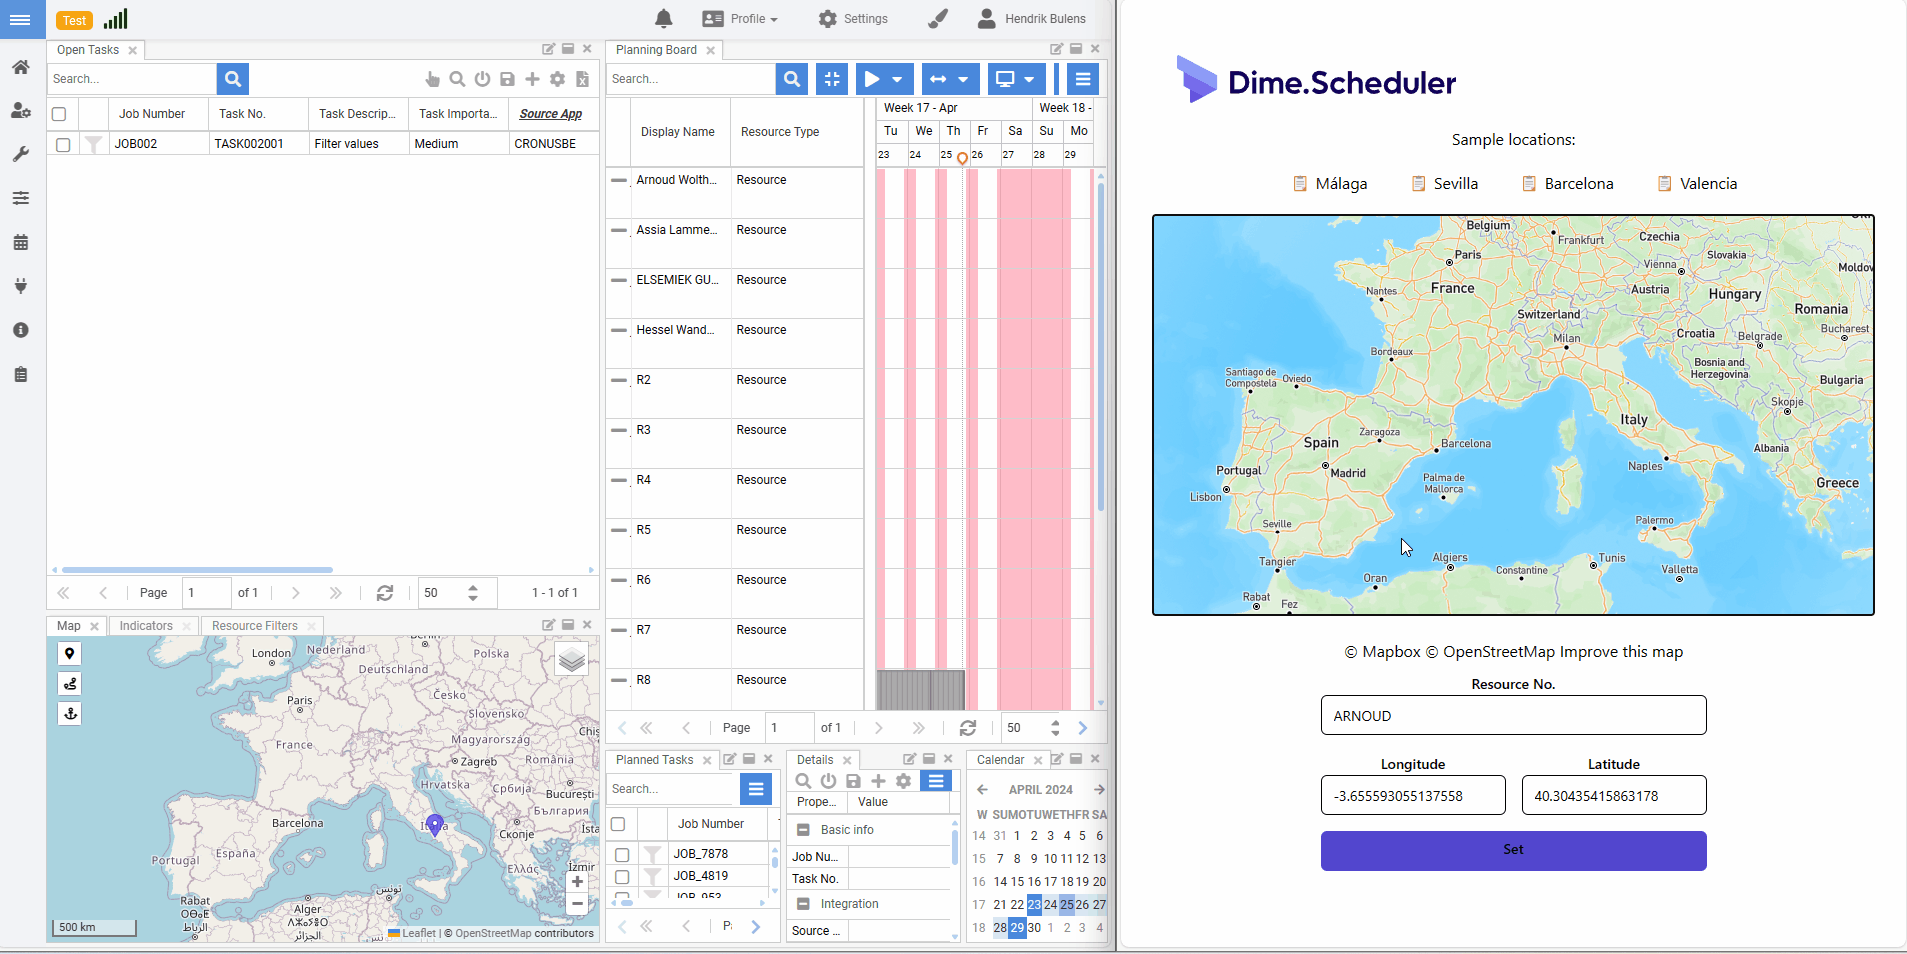 Test
Profile
Settings
Hendrik Bulens
Open Tasks
Search...
Job Number
Task No.
Task Descrip...
Task Importa...
Source App
JOB002
TASK002001
Filter values
Medium
CRONUSBE
Page
1
of 1
50
1 - 1 of 1
Map
Indicators
Resource Filters
London
Nederland
Berlin
Polska
Deutschland
Paris
Česko
Slovensko
France
Magyarország
Zagreb
România
Hrvatska
Србија
București
България
Barcelona
Italia
Скопје
Portugal
España
Ελλάς
İzmir
تونس
Rabat
ⵔⴱⴰⵟ
الرباط
Alger
الجزائر
+
−
500 km
Leaflet | © OpenStreetMap contributors
Planning Board
Search...
Display Name
Resource Type
Week 17 - Apr
Week 18 -
Tu
We
Th
Fr
Sa
Su
Mo
23
24
25
26
27
28
29
Arnoud Wolth...
Resource
Assia Lamme...
Resource
ELSEMIEK GU...
Resource
Hessel Wand...
Resource
R2
Resource
R3
Resource
R4
Resource
R5
Resource
R6
Resource
R7
Resource
R8
Resource
Page
1
of 1
50
Planned Tasks
Search...
Job Number
JOB_7878
JOB_4819
JOB_953
Details
Prope...
Value
Basic info
Job Nu...
Task No.
Integration
Source ...
Calendar
APRIL 2024
W SU MO TU WE TH FR SA
14 31 1 2 3 4 5 6
15 7 8 9 10 11 12 13
16 14 15 16 17 18 19 20
17 21 22 23 24 25 26 27
18 28 29 30 1 2 3 4
Dime.Scheduler
Sample locations:
Málaga
Sevilla
Barcelona
Valencia
Belgium
Frankfurt
Czechia
Paris
Vienna
Slovakia
Moldov
Nantes
France
Austria
Hungary
Switzerland
Romania
Milan
Croatia
Belgrade
Bucharest
Bordeaux
Bosnia and
Herzegovina
Santiago de
Compostela
Oviedo
Bulgaria
Skopje
Zaragoza
Italy
Spain
Barcelona
Albania
Portugal
Madrid
Naples
Palma de
Mallorca
Greece
Lisbon
Seville
Palermo
Tangier
Algiers
Tunis
Oran
Constantine
Valletta
Rabat
Fez
© Mapbox © OpenStreetMap Improve this map
Resource No.
ARNOUD
Longitude
Latitude
-3.655593055137558
40.30435415863178
Set